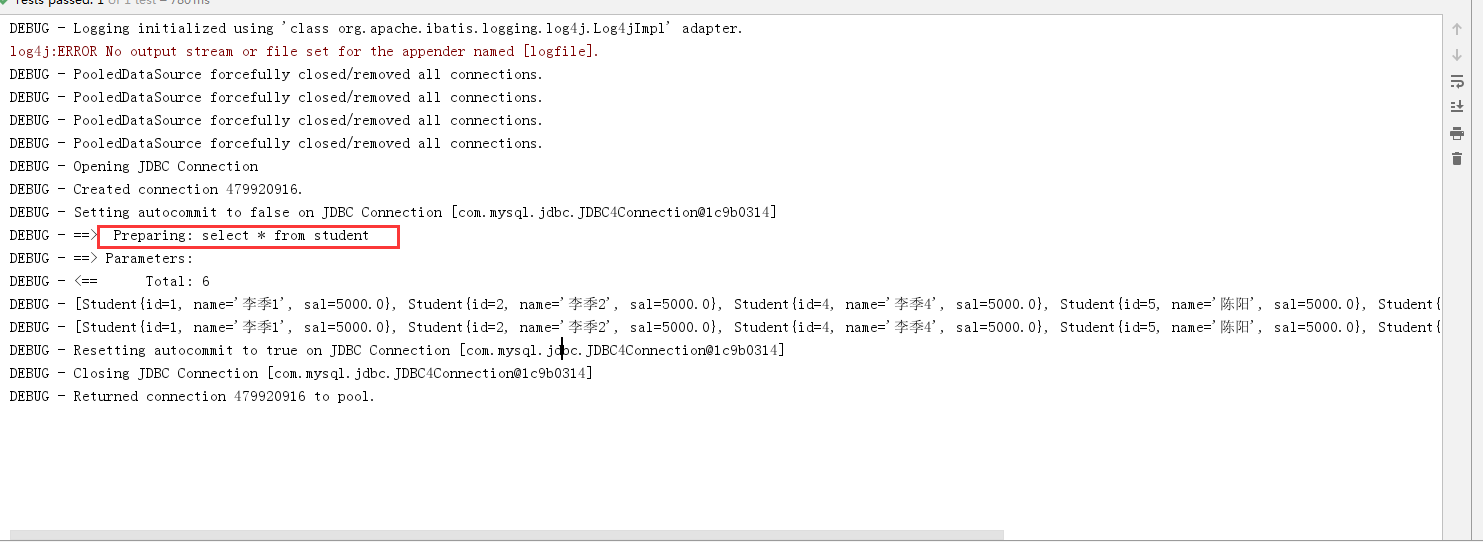 Tests passed: 1 of 1 test – 780 ms
DEBUG - Logging initialized using 'class org.apache.ibatis.logging.log4j.Log4jImpl' adapter.
log4j:ERROR No output stream or file set for the appender named [logfile].
DEBUG - PooledDataSource forcefully closed/removed all connections.
DEBUG - PooledDataSource forcefully closed/removed all connections.
DEBUG - PooledDataSource forcefully closed/removed all connections.
DEBUG - PooledDataSource forcefully closed/removed all connections.
DEBUG - Opening JDBC Connection
DEBUG - Created connection 479920916.
DEBUG - Setting autocommit to false on JDBC Connection [com.mysql.jdbc.JDBC4Connection@1c9b0314]
DEBUG - ==>  Preparing: select * from student
DEBUG - ==> Parameters:
DEBUG - <==      Total: 6
DEBUG - [Student{id=1, name='李季1', sal=5000.0}, Student{id=2, name='李季2', sal=5000.0}, Student{id=4, name='李季4', sal=5000.0}, Student{id=5, name='陈阳', sal=5000.0}, Student{
DEBUG - [Student{id=1, name='李季1', sal=5000.0}, Student{id=2, name='李季2', sal=5000.0}, Student{id=4, name='李季4', sal=5000.0}, Student{id=5, name='陈阳', sal=5000.0}, Student{
DEBUG - Resetting autocommit to true on JDBC Connection [com.mysql.jdbc.JDBC4Connection@1c9b0314]
DEBUG - Closing JDBC Connection [com.mysql.jdbc.JDBC4Connection@1c9b0314]
DEBUG - Returned connection 479920916 to pool.